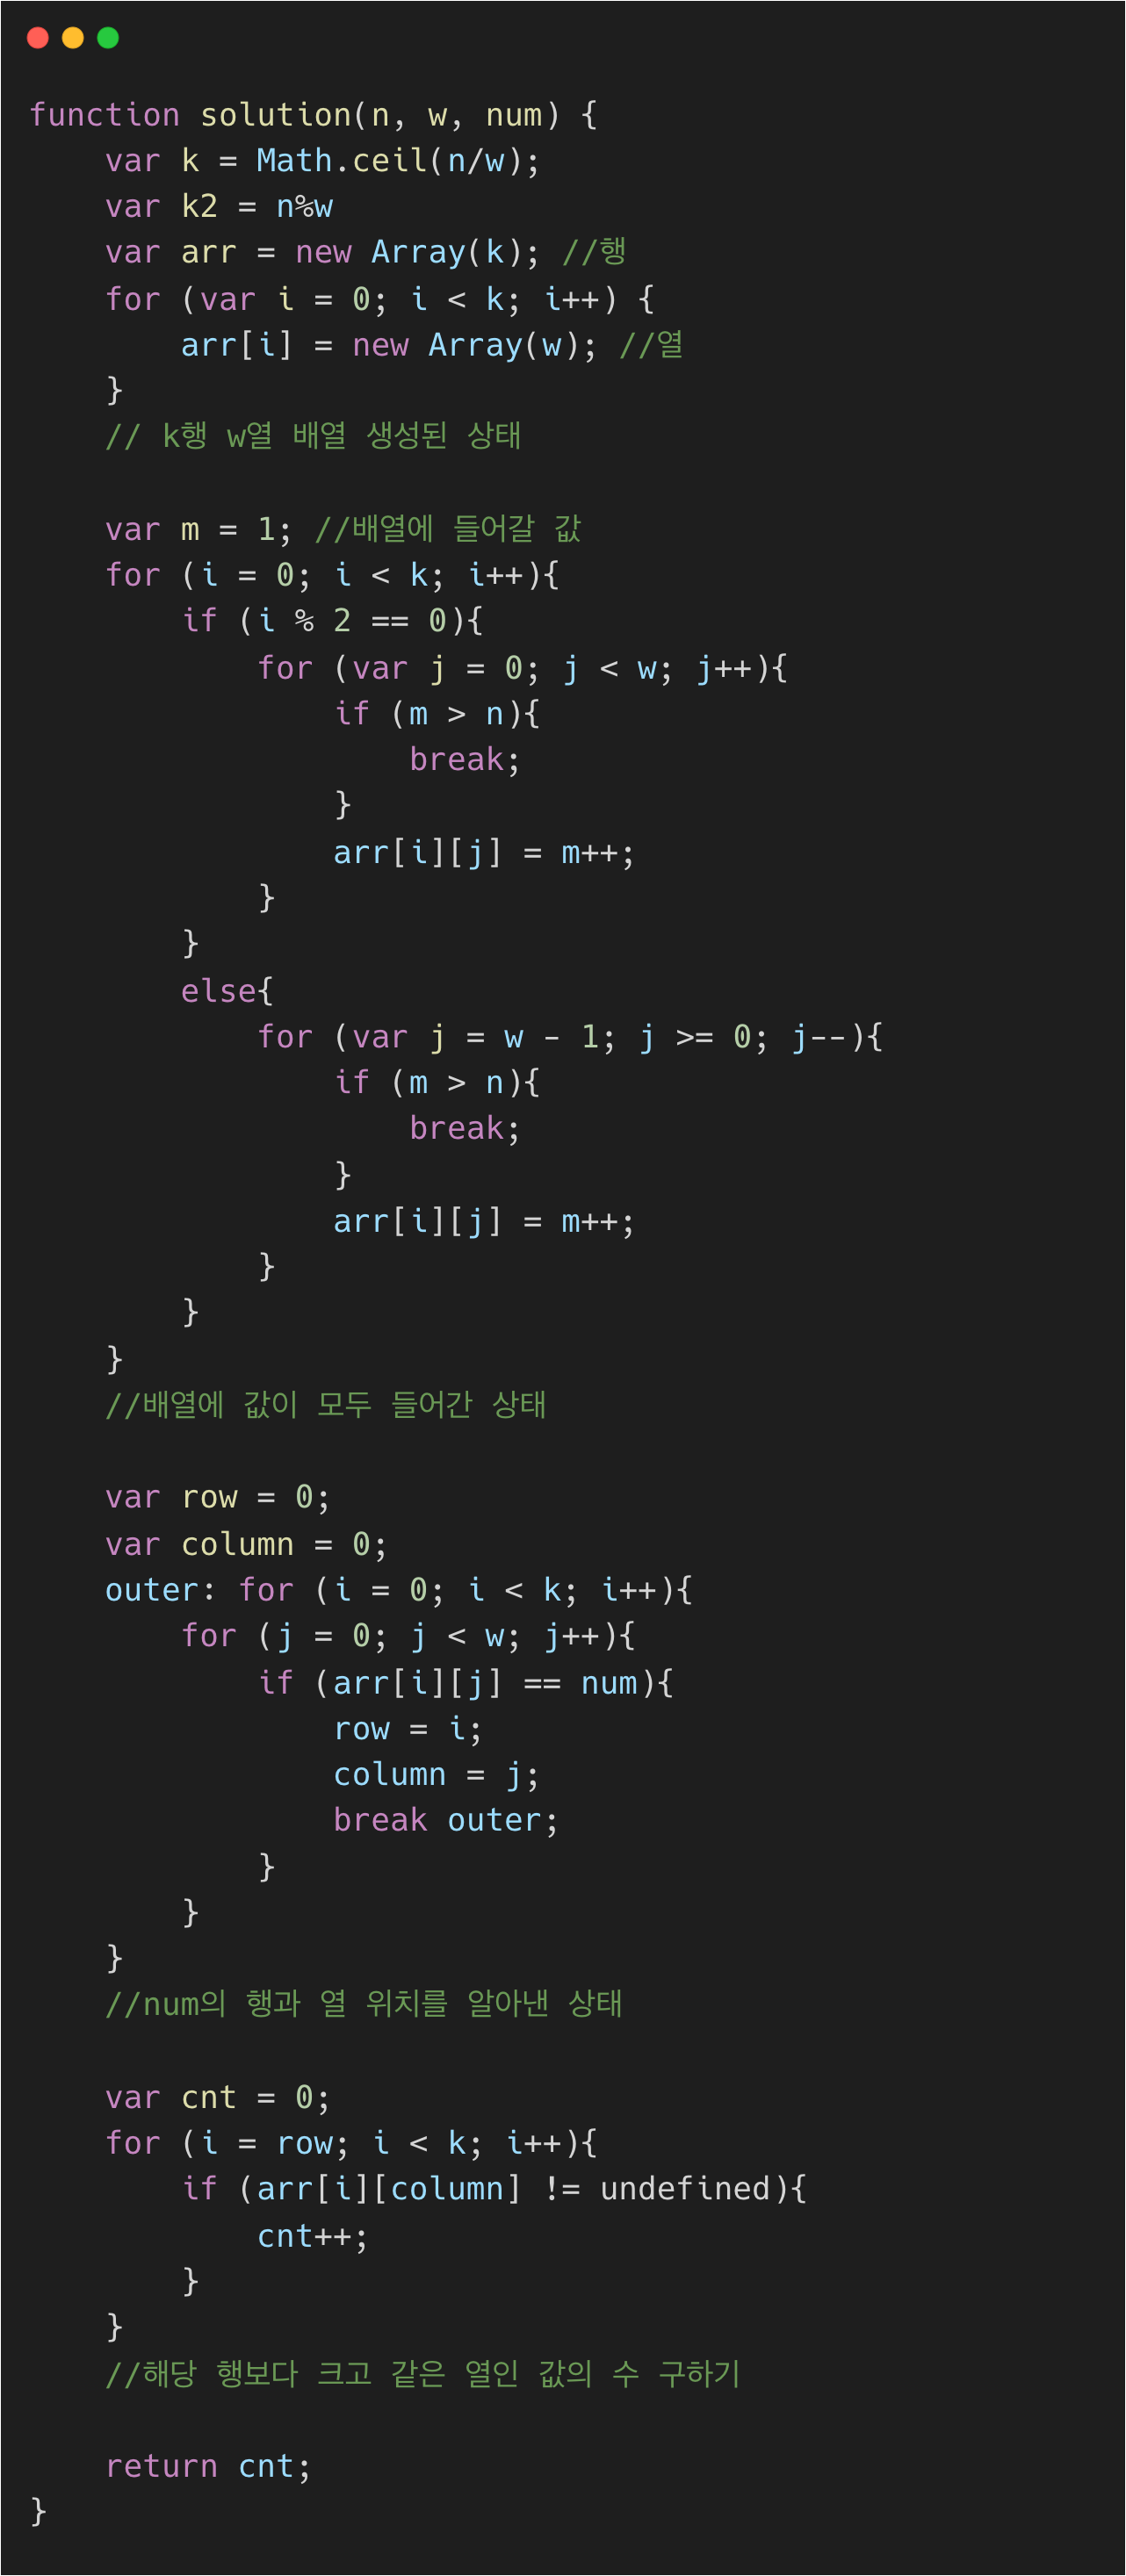 function solution(n, w, num) {
    var k = Math.ceil(n/w);
    var k2 = n%w
    var arr = new Array(k); //행
    for (var i = 0; i < k; i++) {
        arr[i] = new Array(w); //열
    }
    // k행 w열 배열 생성된 상태

    var m = 1; //배열에 들어갈 값
    for (i = 0; i < k; i++){
        if (i % 2 == 0){
            for (var j = 0; j < w; j++){
                if (m > n){
                    break;
                }
                arr[i][j] = m++;
            }
        }
        else{
            for (var j = w - 1; j >= 0; j--){
                if (m > n){
                    break;
                }
                arr[i][j] = m++;
            }
        }
    }
    //배열에 값이 모두 들어간 상태

    var row = 0;
    var column = 0;
    outer: for (i = 0; i < k; i++){
        for (j = 0; j < w; j++){
            if (arr[i][j] == num){
                row = i;
                column = j;
                break outer;
            }
        }
    }
    //num의 행과 열 위치를 알아낸 상태

    var cnt = 0;
    for (i = row; i < k; i++){
        if (arr[i][column] != undefined){
            cnt++;
        }
    }
    //해당 행보다 크고 같은 열인 값의 수 구하기

    return cnt;
}